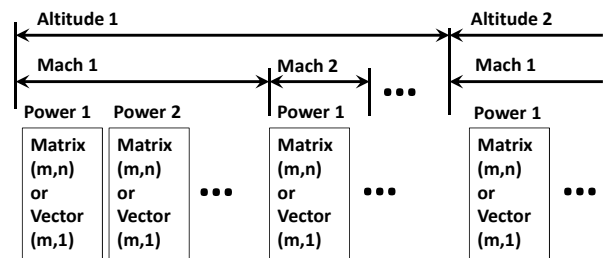 Altitude 1
Altitude 2
Mach 1
Mach 2
Mach 1
Power 1
Power 2
Power 1
Power 1
Matrix
(m,n)
or
Vector
(m,1)
Matrix
(m,n)
or
Vector
(m,1)
Matrix
(m,n)
or
Vector
(m,1)
Matrix
(m,n)
or
Vector
(m,1)